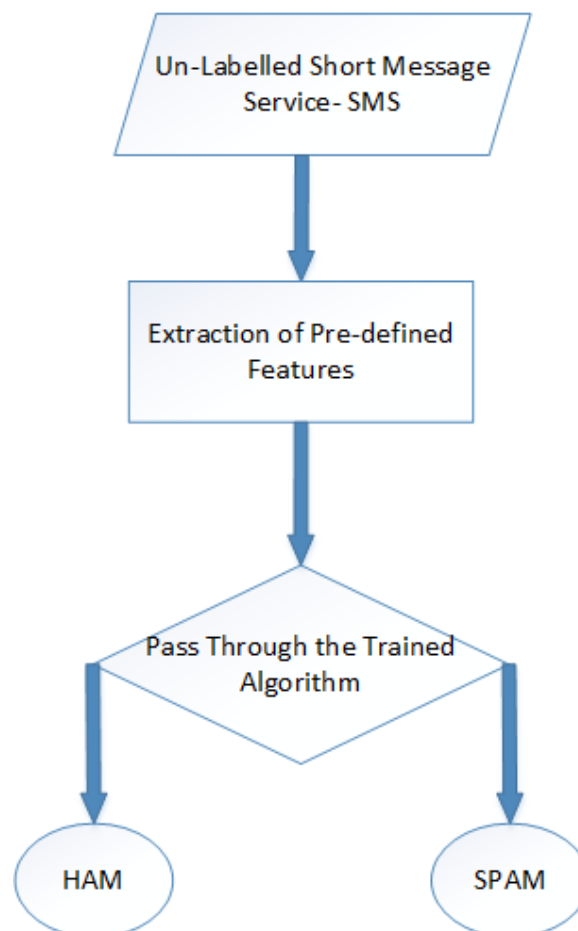 Un-Labelled Short Message
Service- SMS
Extraction of Pre-defined
Features
Pass Through the Trained
Algorithm
HAM
SPAM